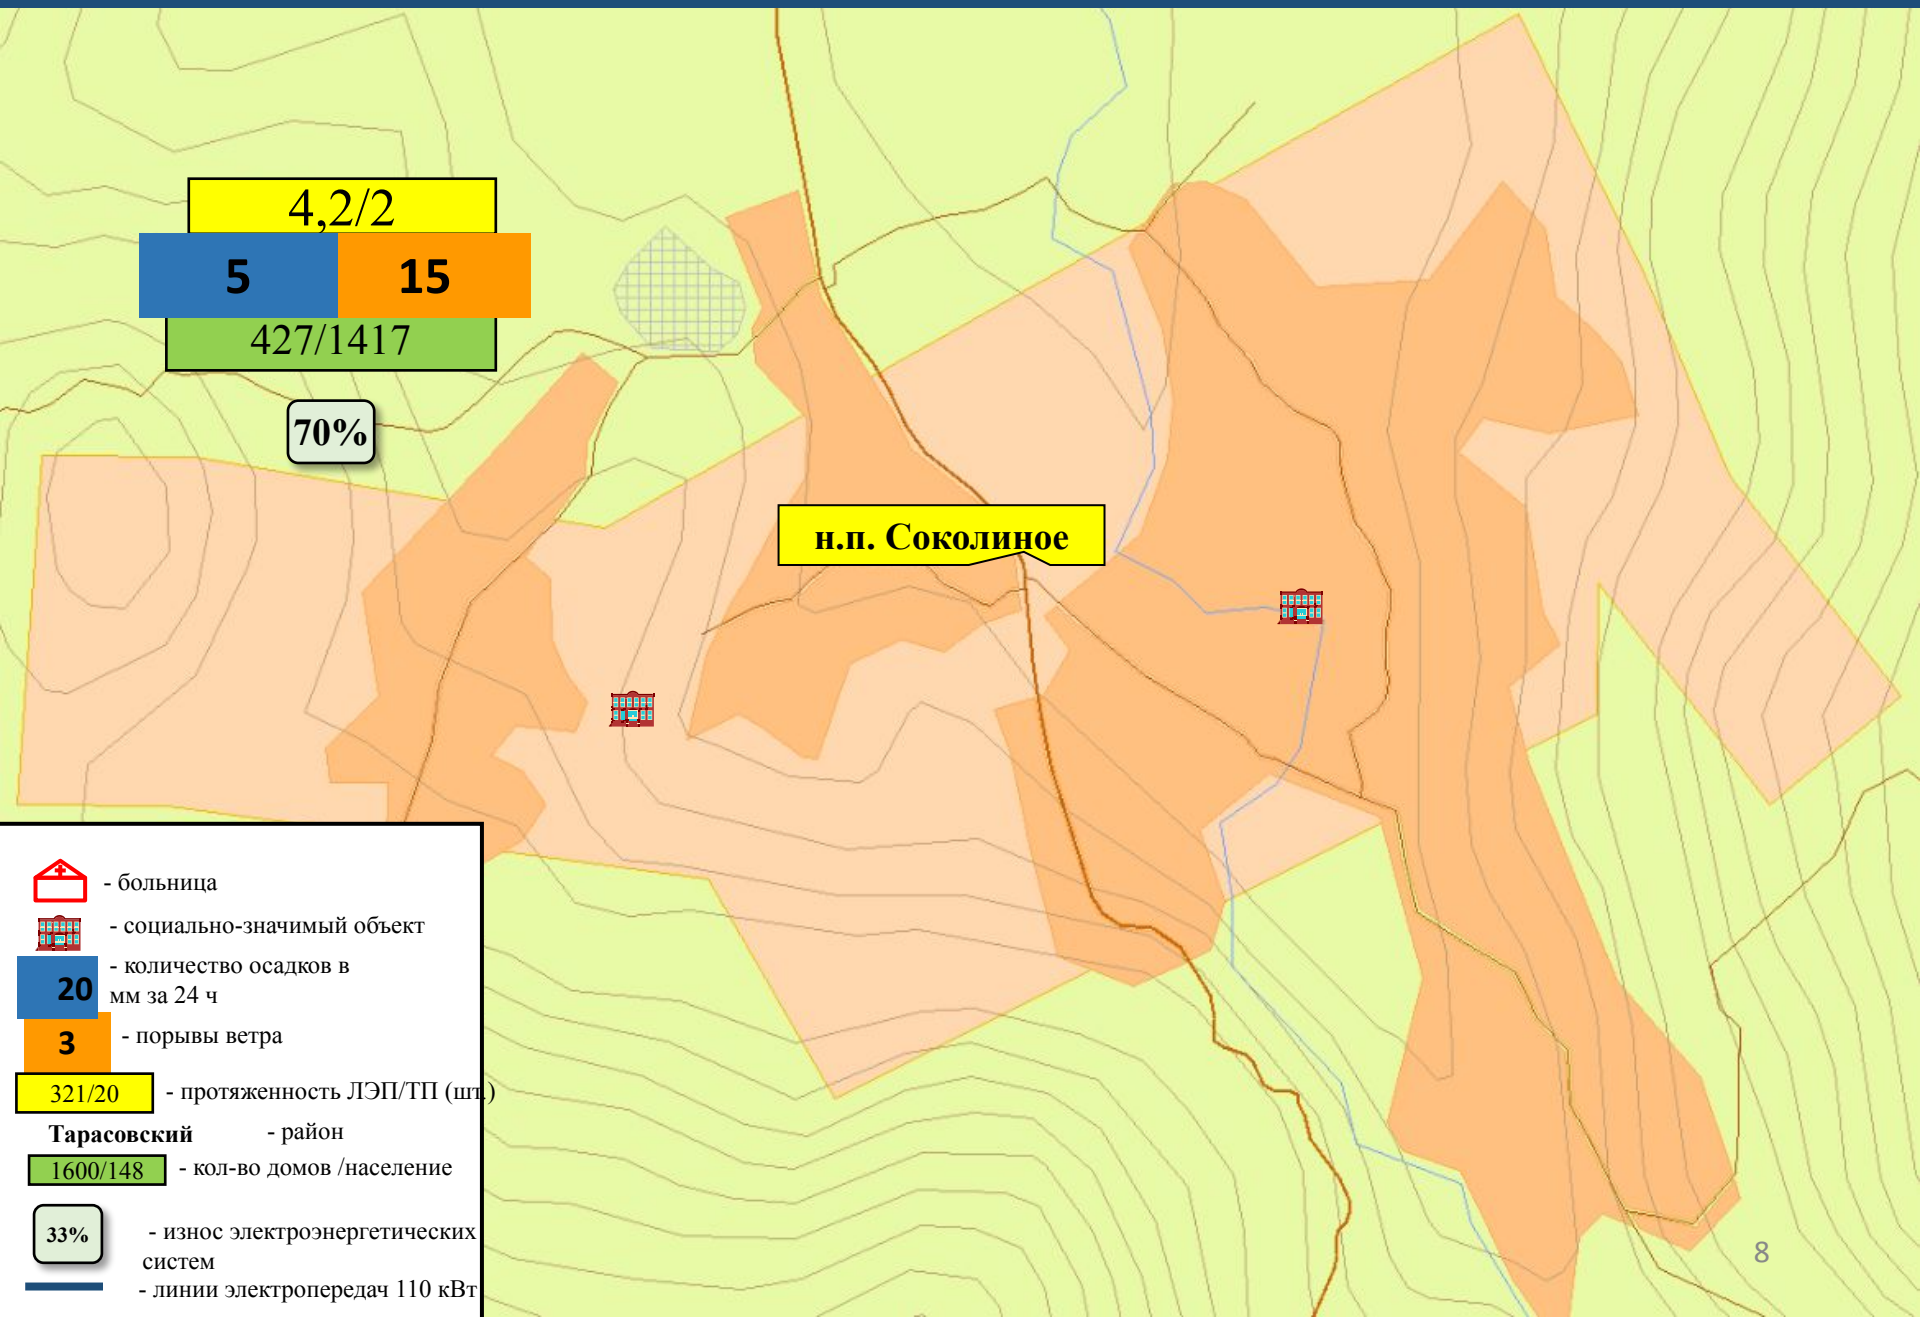 4,2/2
5 15
427/1417
70%
н.п. Соколиное
- больница
- социально-значимый объект
20 - количество осадков в
мм за 24 ч
3 - порывы ветра
321/20 - протяженность ЛЭП/ТП (шт.)
Тарасовский - район
1600/148 - кол-во домов /население
33% - износ электроэнергетических
систем
- линии электропередач 110 кВт
8